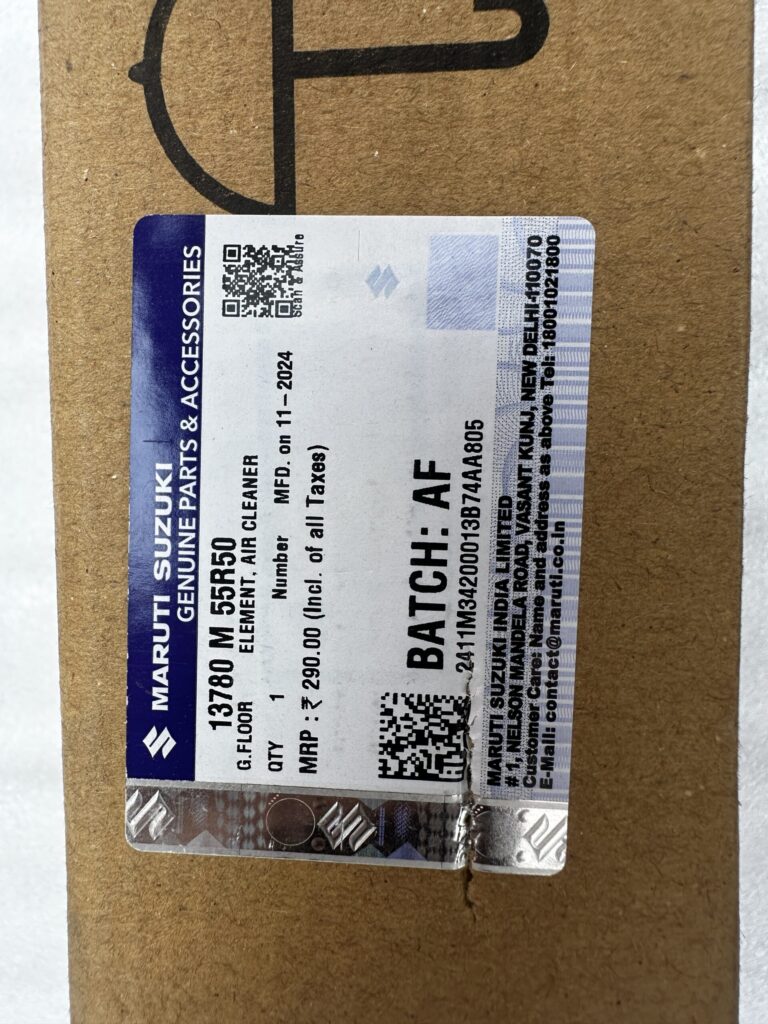 MARUTI SUZUKI
GENUINE PARTS & ACCESSORIES
13780 M 55R50
G.FLOOR ELEMENT, AIR CLEANER
QTY 1 Number MFD. on 11-2024
MRP : ₹ 290.00 (Incl. of all Taxes)
Scan & Assure
BATCH: AF
2411M34200013B74AA805
MARUTI SUZUKI INDIA LIMITED
# 1, NELSON MANDELA ROAD, VASANT KUNJ, NEW DELHI-110070
Customer Care: Name and address as above Tel: 18001021800
E-Mail: contact@maruti.co.in